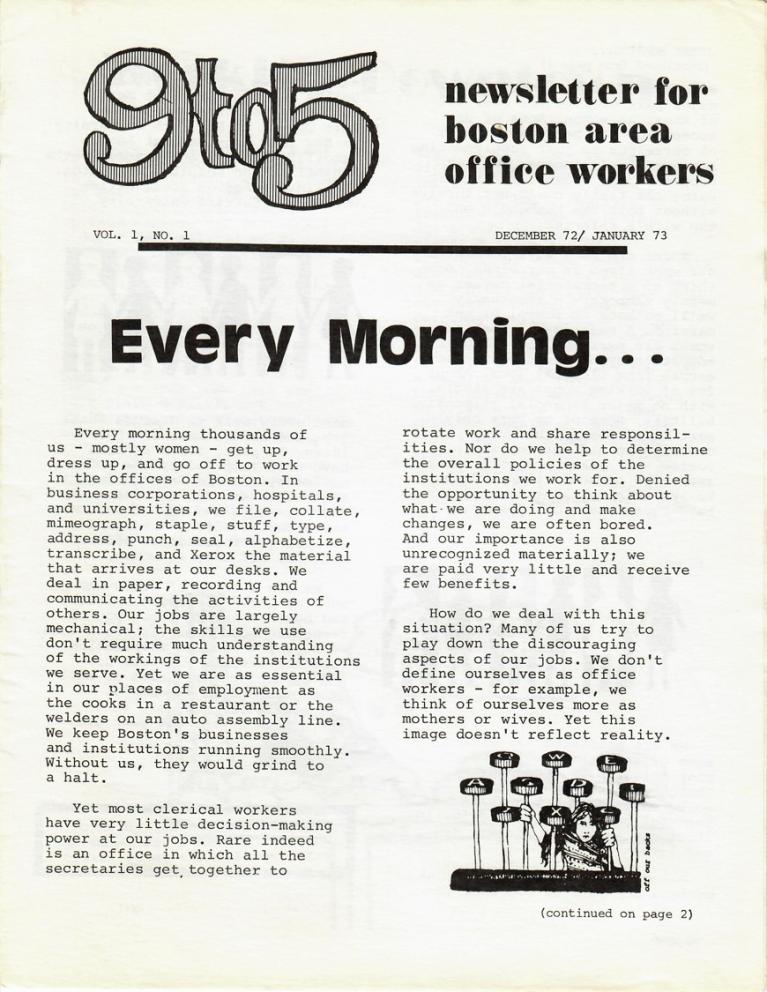 9to5
newsletter for
boston area
office workers
VOL. 1, NO. 1 DECEMBER 72/ JANUARY 73
Every Morning...
Every morning thousands of
us - mostly women - get up,
dress up, and go off to work
in the offices of Boston. In
business corporations, hospitals,
and universities, we file, collate,
mimeograph, staple, stuff, type,
address, punch, seal, alphabetize,
transcribe, and Xerox the material
that arrives at our desks. We
deal in paper, recording and
communicating the activities of
others. Our jobs are largely
mechanical; the skills we use
don't require much understanding
of the workings of the institutions
we serve. Yet we are as essential
in our places of employment as
the cooks in a restaurant or the
welders on an auto assembly line.
We keep Boston's businesses
and institutions running smoothly.
Without us, they would grind to
a halt.
Yet most clerical workers
have very little decision-making
power at our jobs. Rare indeed
is an office in which all the
secretaries get together to
rotate work and share responsil-
ities. Nor do we help to determine
the overall policies of the
institutions we work for. Denied
the opportunity to think about
what we are doing and make
changes, we are often bored.
And our importance is also
unrecognized materially; we
are paid very little and receive
few benefits.
How do we deal with this
situation? Many of us try to
play down the discouraging
aspects of our jobs. We don't
define ourselves as office
workers - for example, we
think of ourselves more as
mothers or wives. Yet this
image doesn't reflect reality.
Q W E
A D
Z X
off our backs
(continued on page 2)